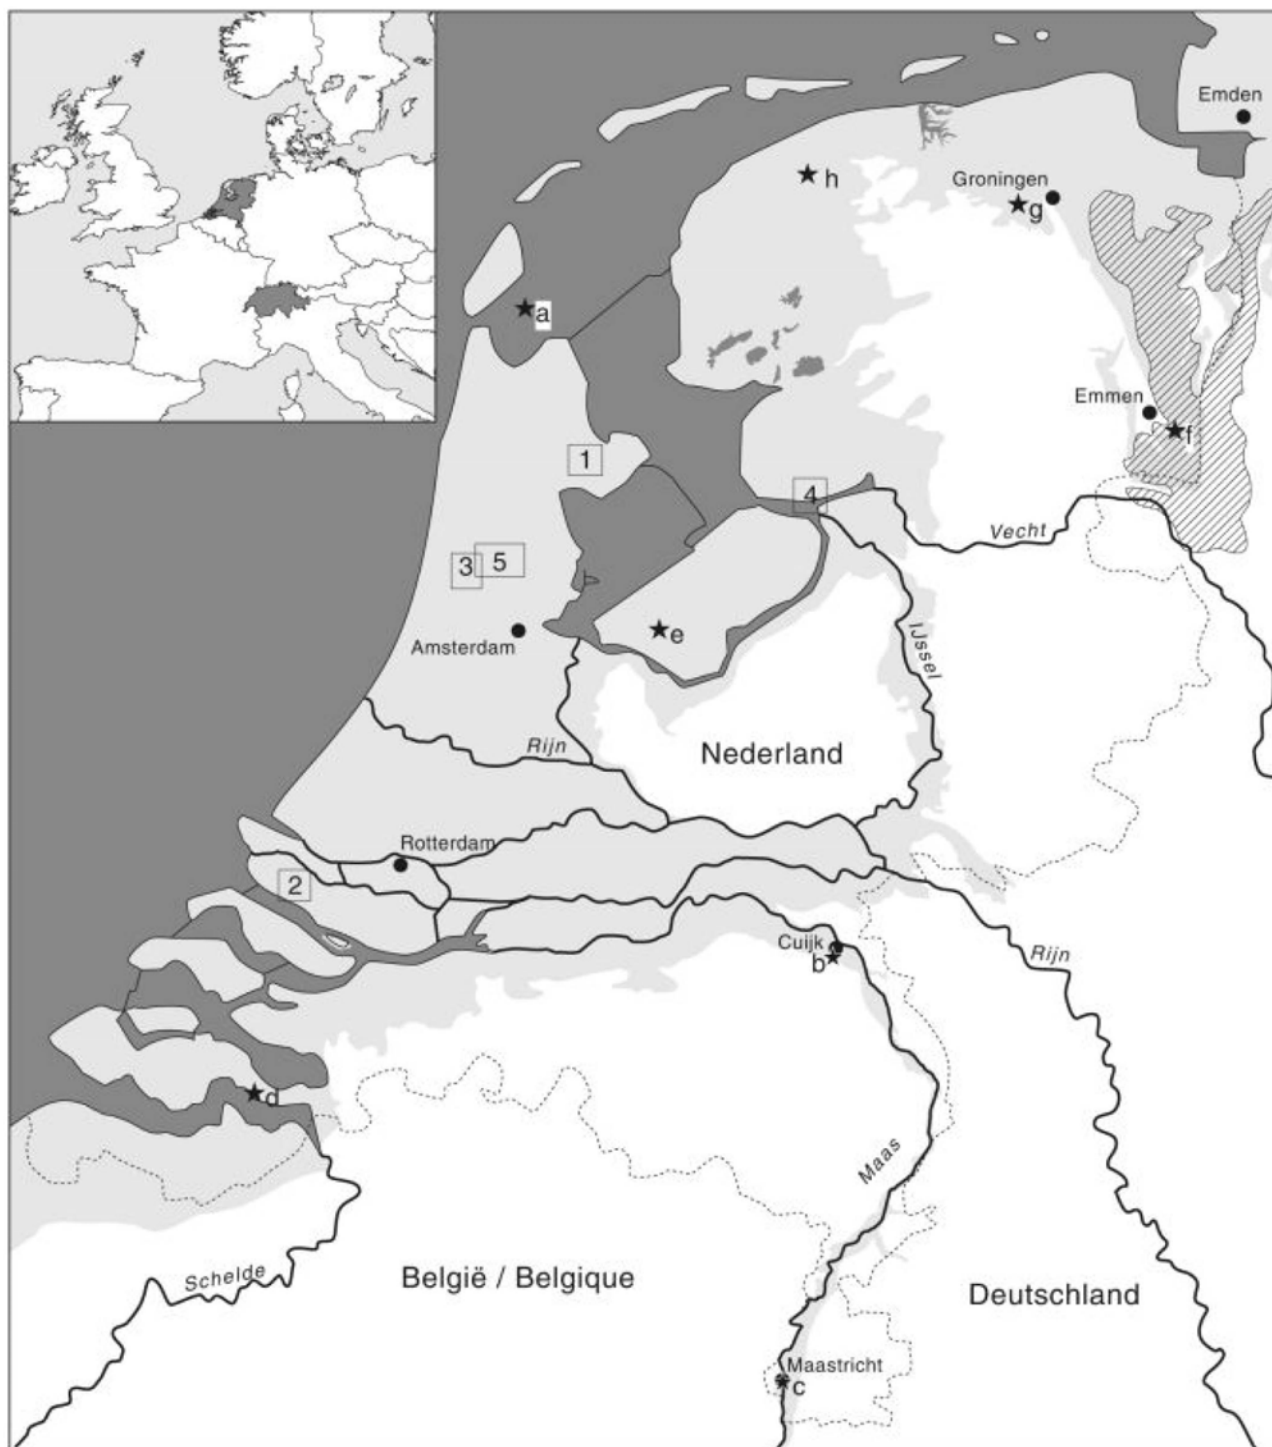 Emden
h
Groningen
g
a
Emmen
f
1
4
Vecht
3
5
e
Amsterdam
IJssel
Rijn
Nederland
Rotterdam
2
Cuijk
b
Rijn
d
Maas
Schelde
België / Belgique
Deutschland
Maastricht
c